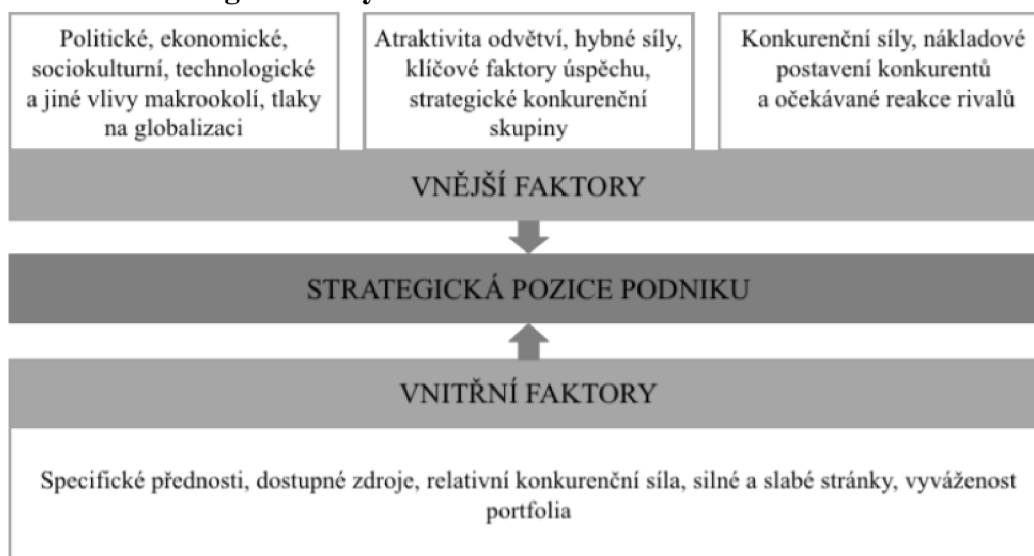 Politické, ekonomické,
sociokulturní, technologické
a jiné vlivy makrookolí, tlaky
na globalizaci
Atraktivita odvětví, hybné síly,
klíčové faktory úspěchu,
strategické konkurenční
skupiny
Konkurenční síly, nákladové
postavení konkurentů
a očekávané reakce rivalů
VNĚJŠÍ FAKTORY
STRATEGICKÁ POZICE PODNIKU
VNITŘNÍ FAKTORY
Specifické přednosti, dostupné zdroje, relativní konkurenční síla, silné a slabé stránky, vyváženost
portfolia